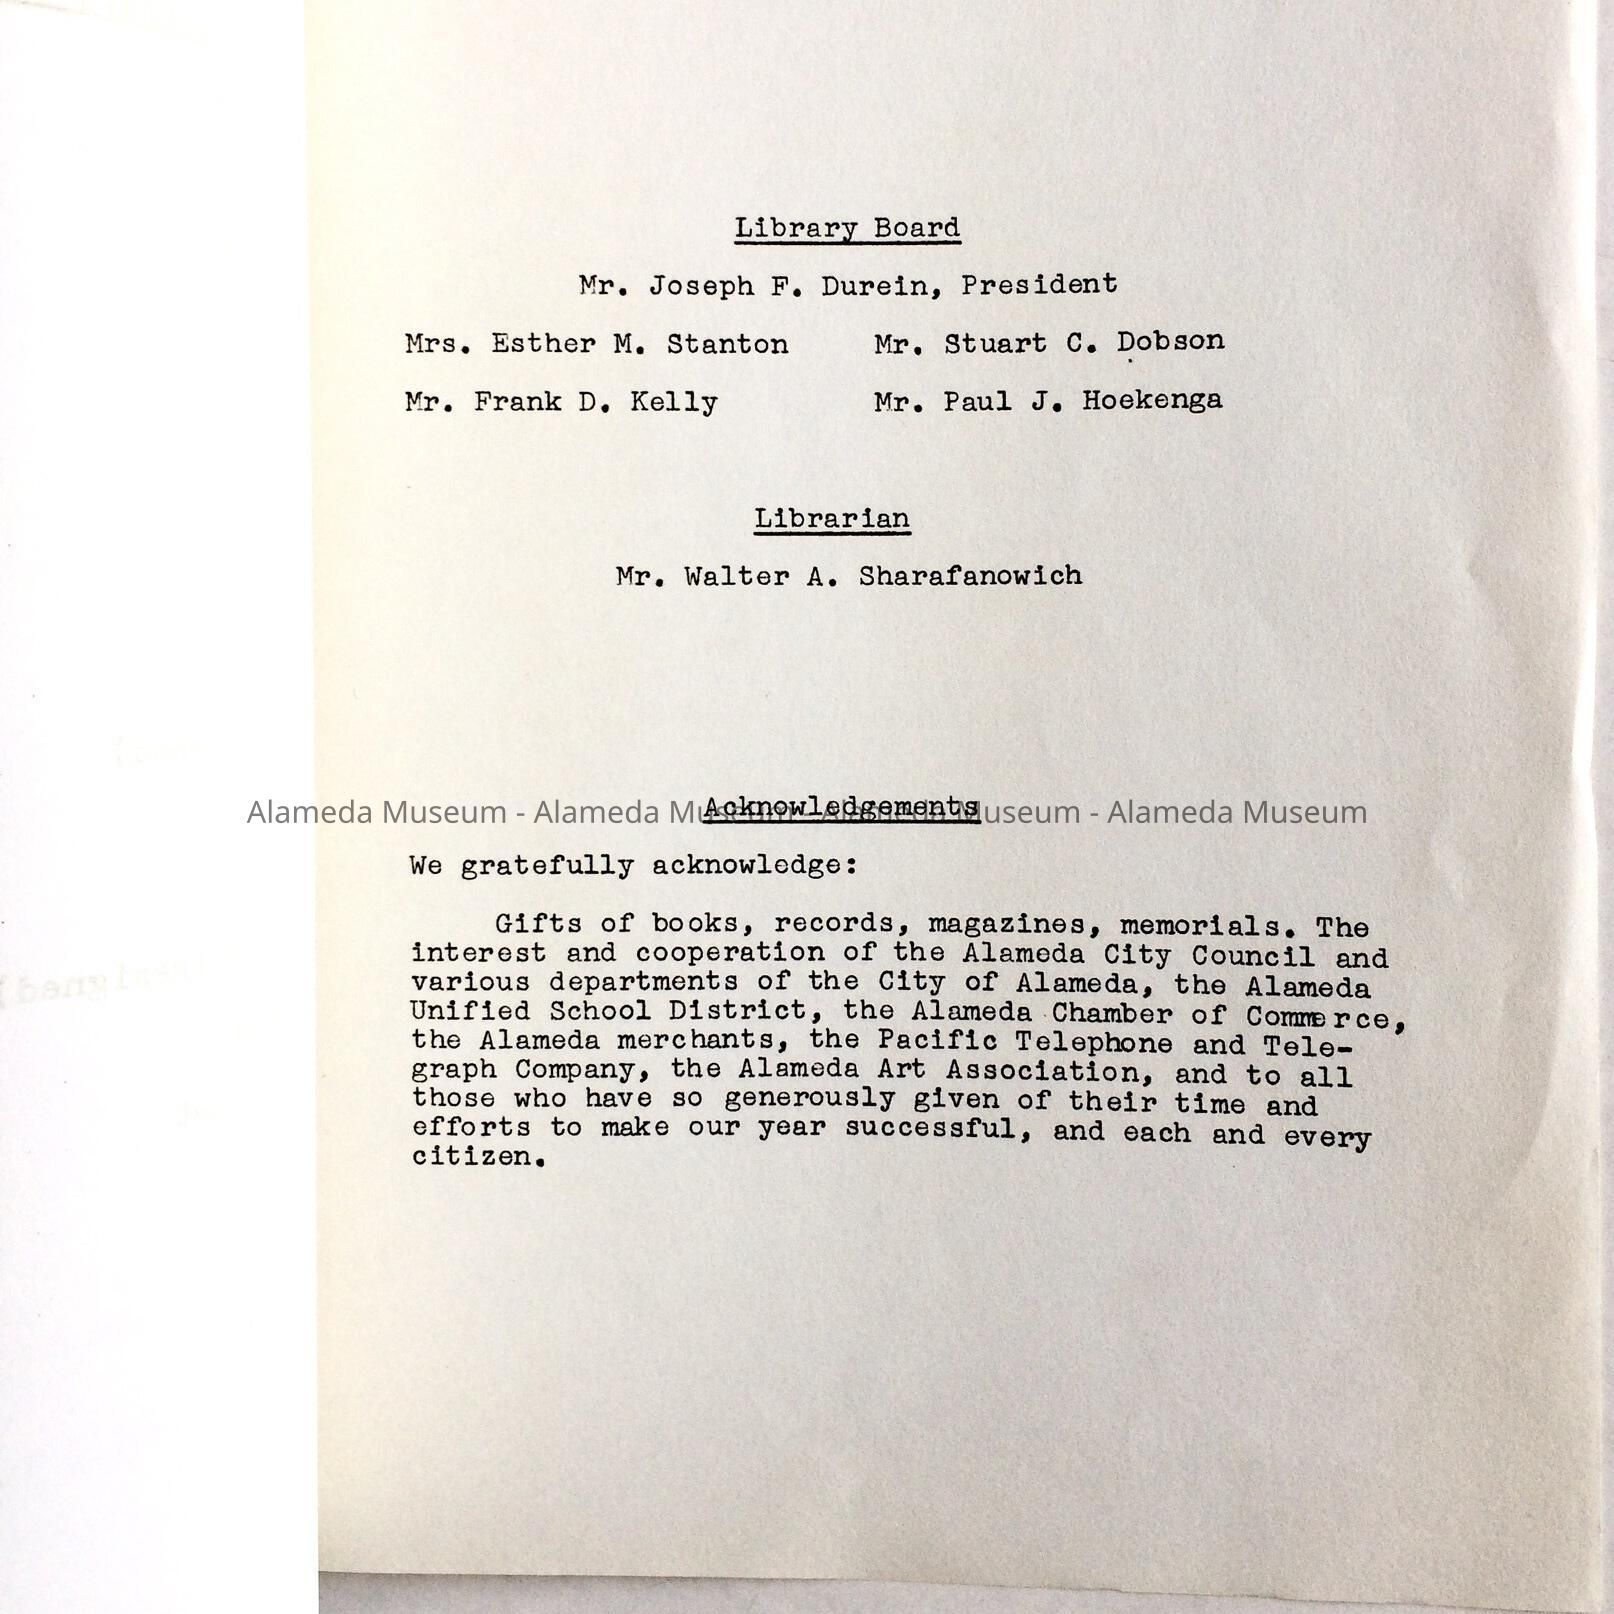 Library Board
Mr. Joseph F. Durein, President
Mrs. Esther M. Stanton    Mr. Stuart C. Dobson
Mr. Frank D. Kelly    Mr. Paul J. Hoekenga
Librarian
Mr. Walter A. Sharafanowich
Acknowledgements
Alameda Museum - Alameda Museum - Alameda Museum - Alameda Museum
We gratefully acknowledge:
Gifts of books, records, magazines, memorials. The
interest and cooperation of the Alameda City Council and
various departments of the City of Alameda, the Alameda
Unified School District, the Alameda Chamber of Commerce,
the Alameda merchants, the Pacific Telephone and Tele-
graph Company, the Alameda Art Association, and to all
those who have so generously given of their time and
efforts to make our year successful, and each and every
citizen.